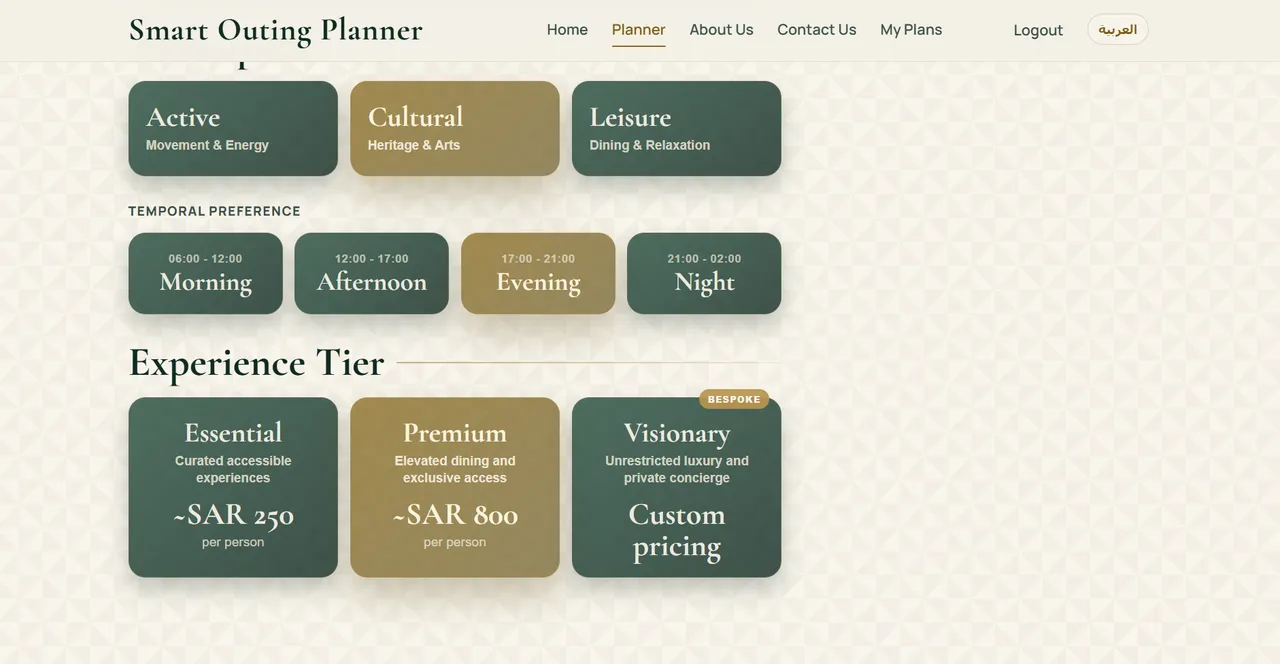 Smart Outing Planner
Home
Planner
About Us
Contact Us
My Plans
Logout
العربية
Active
Movement & Energy
Cultural
Heritage & Arts
Leisure
Dining & Relaxation
TEMPORAL PREFERENCE
06:00 - 12:00
Morning
12:00 - 17:00
Afternoon
17:00 - 21:00
Evening
21:00 - 02:00
Night
Experience Tier
Essential
Curated accessible
experiences
~SAR 250
per person
Premium
Elevated dining and
exclusive access
~SAR 800
per person
BESPOKE
Visionary
Unrestricted luxury and
private concierge
Custom
pricing